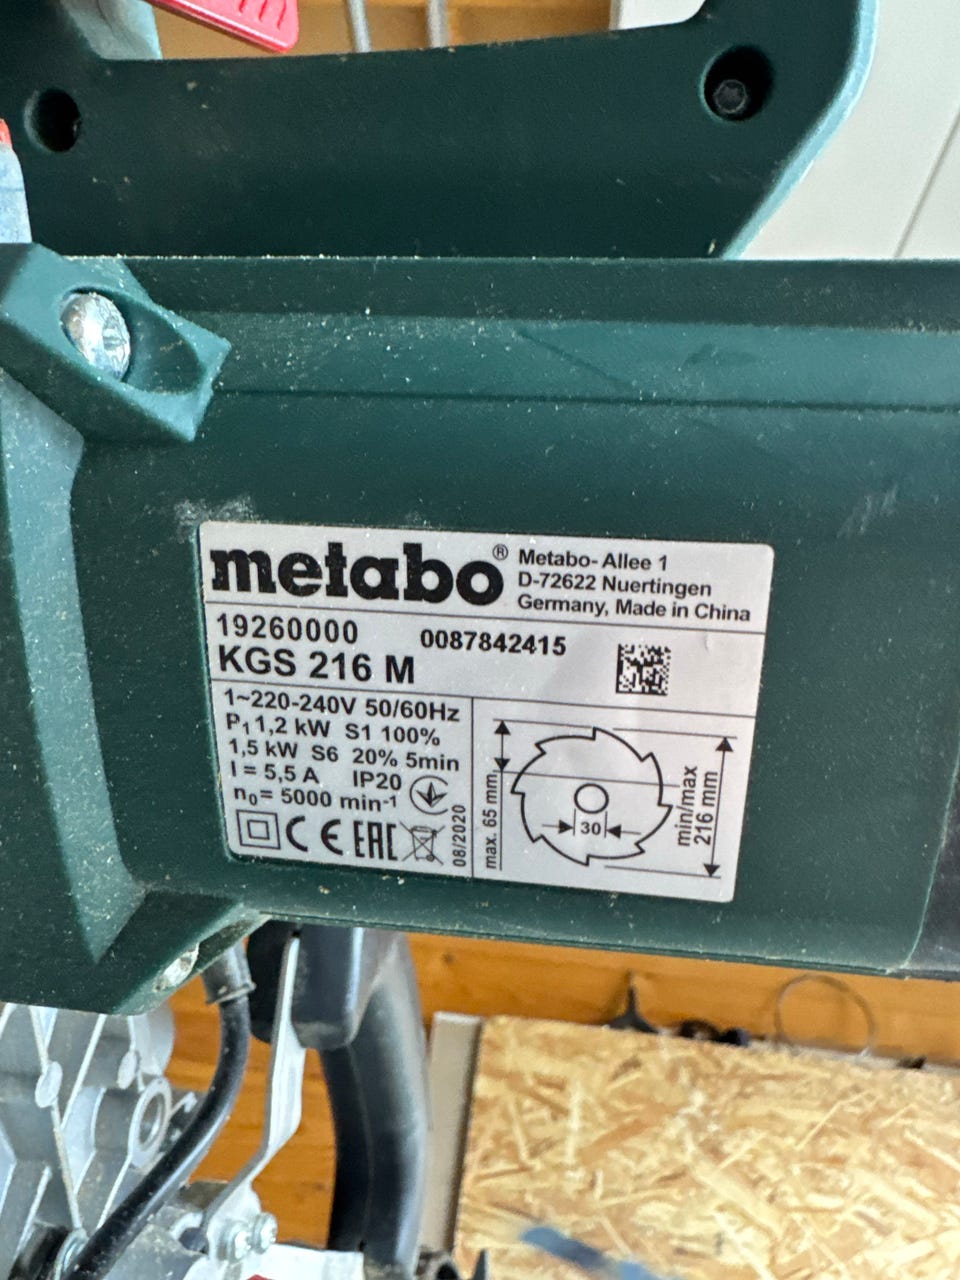 metabo®
Metabo-Allee 1
D-72622 Nuertingen
Germany, Made in China
19260000
0087842415
KGS 216 M
1~220-240V 50/60Hz
P₁ 1,2 kW S1 100%
1,5 kW S6 20% 5min
I = 5,5 A IP20
n₀= 5000 min⁻¹
CE EAC
08/2020
max. 65 mm
30
min/max
216 mm